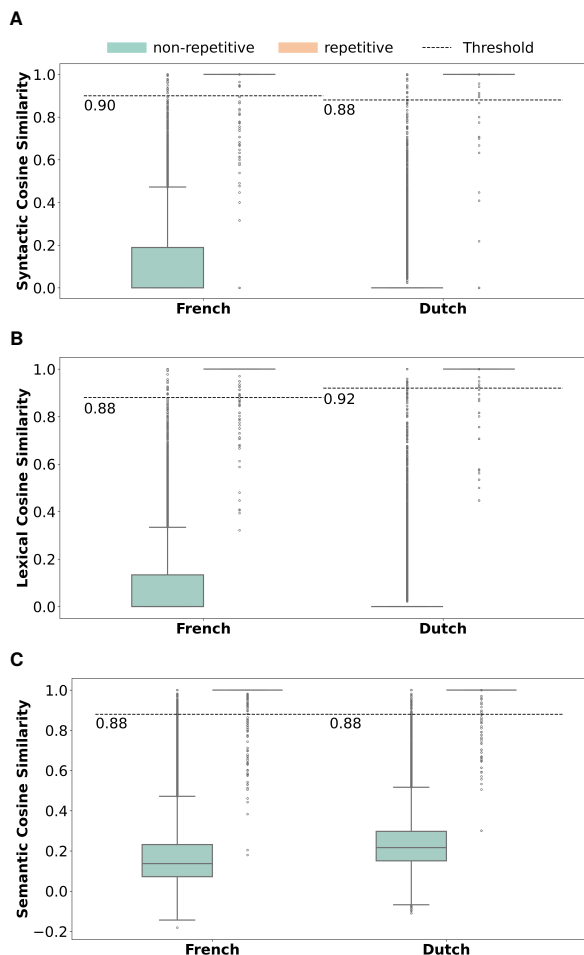 A
non-repetitive repetitive Threshold
Syntactic Cosine Similarity
1.0
0.8
0.6
0.4
0.2
0.0
0.90
0.88
French Dutch
B
Lexical Cosine Similarity
1.0
0.8
0.6
0.4
0.2
0.0
0.88
0.92
French Dutch
C
Semantic Cosine Similarity
1.0
0.8
0.6
0.4
0.2
0.0
−0.2
0.88
0.88
French Dutch